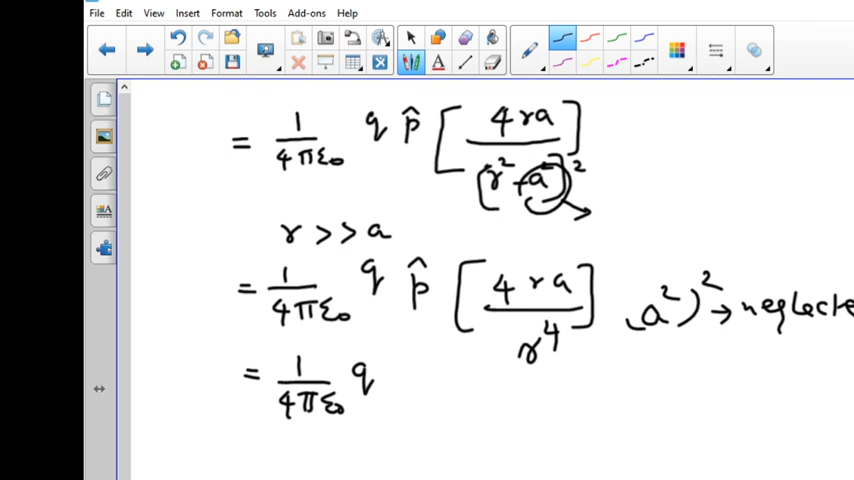 File Edit View Insert Format Tools Add-ons Help
= 1/4πε₀ q p̂ [4ra/[r² - a²]²]
r >> a
= 1/4πε₀ q p̂ [4ra/r⁴] (a²)² → neglecte
= 1/4πε₀ q